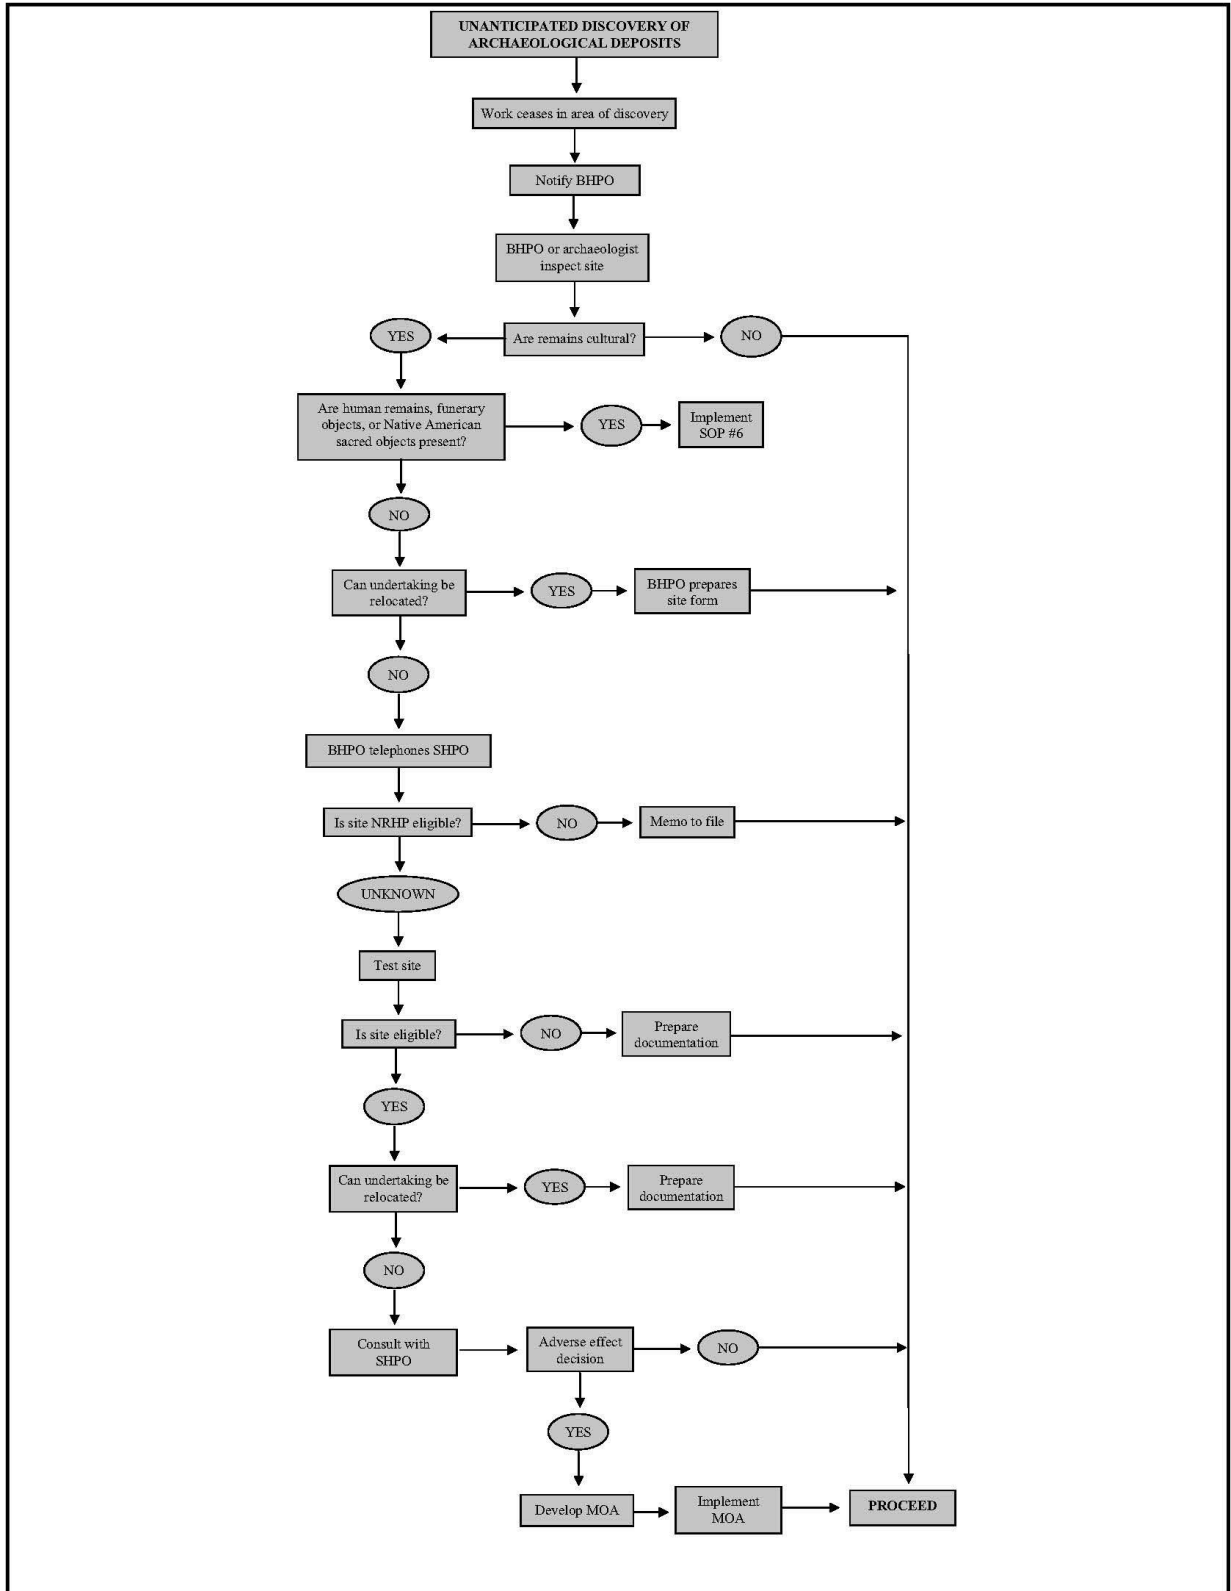 UNANTICIPATED DISCOVERY OF
ARCHAEOLOGICAL DEPOSITS
Work ceases in area of discovery
Notify BHPO
BHPO or archaeologist
inspect site
YES
Are remains cultural?
NO
Are human remains, funerary
objects, or Native American
sacred objects present?
YES
Implement
SOP #6
NO
Can undertaking be
relocated?
YES
BHPO prepares
site form
NO
BHPO telephones SHPO
Is site NRHP eligible?
NO
Memo to file
UNKNOWN
Test site
Is site eligible?
NO
Prepare
documentation
YES
Can undertaking be
relocated?
YES
Prepare
documentation
NO
Consult with
SHPO
Adverse effect
decision
NO
YES
Develop MOA
Implement
MOA
PROCEED